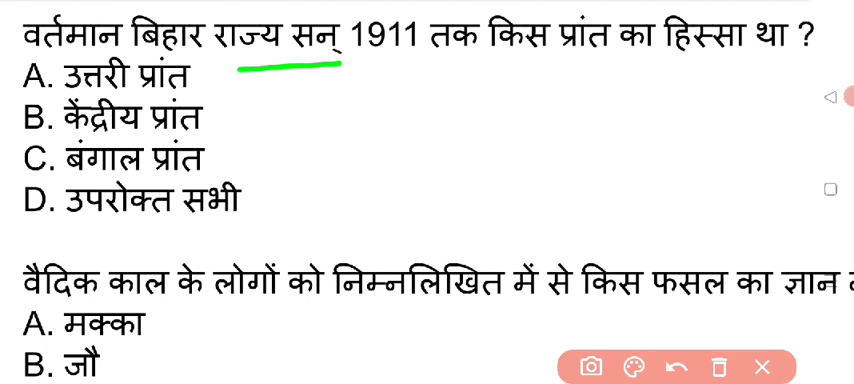 वर्तमान बिहार राज्य सन् 1911 तक किस प्रांत का हिस्सा था ?
A. उत्तरी प्रांत
B. केंद्रीय प्रांत
C. बंगाल प्रांत
D. उपरोक्त सभी
वैदिक काल के लोगों को निम्नलिखित में से किस फसल का ज्ञान
A. मक्का
B. जौ